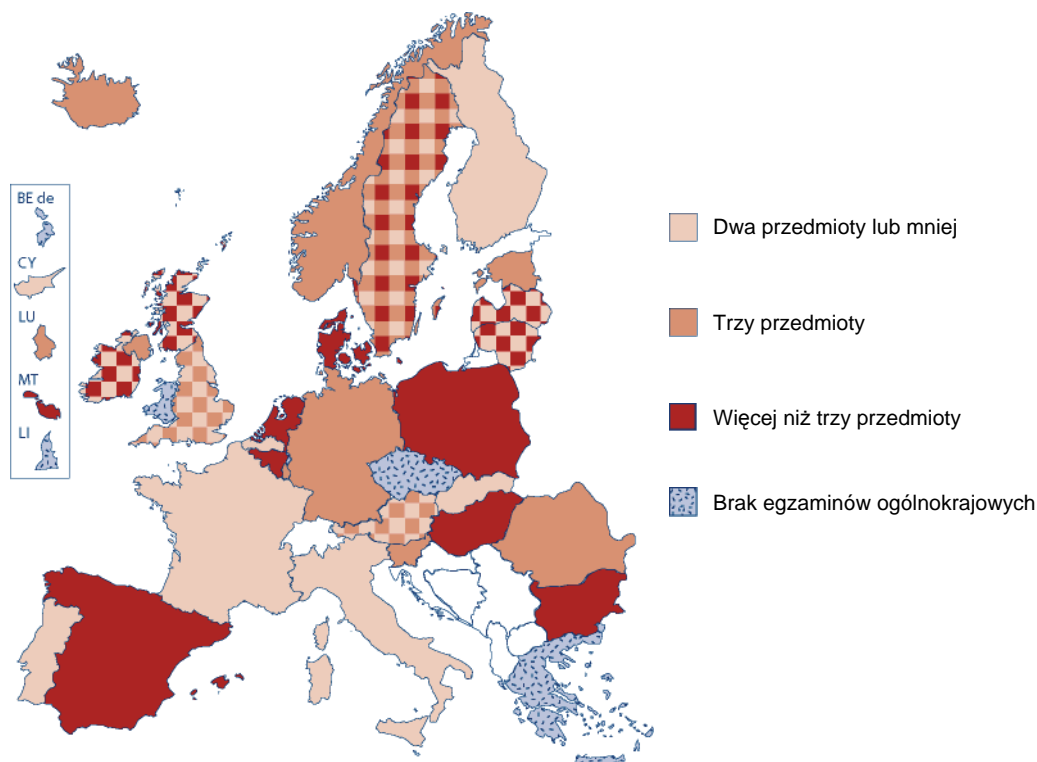 BE de
CY
LU
MT
LI
Dwa przedmioty lub mniej
Trzy przedmioty
Więcej niż trzy przedmioty
Brak egzaminów ogólnokrajowych